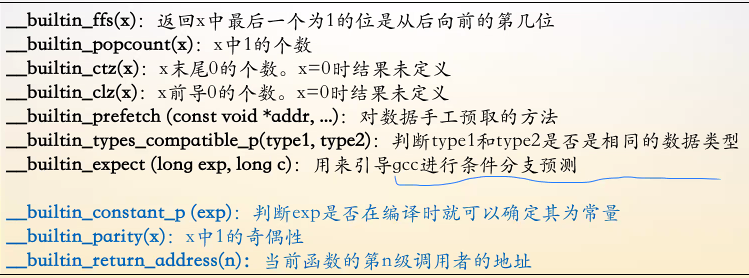 __builtin_ffs(x)：返回x中最后一个为1的位是从后向前的第几位
__builtin_popcount(x)：x中1的个数
__builtin_ctz(x)：x末尾0的个数。x=0时结果未定义
__builtin_clz(x)：x前导0的个数。x=0时结果未定义
__builtin_prefetch (const void *addr, ...)：对数据手工预取的方法
__builtin_types_compatible_p(type1, type2)：判断type1和type2是否是相同的数据类型
__builtin_expect (long exp, long c)：用来引导gcc进行条件分支预测
__builtin_constant_p (exp)：判断exp是否在编译时就可以确定其为常量
__builtin_parity(x)：x中1的奇偶性
__builtin_return_address(n)：当前函数的第n级调用者的地址